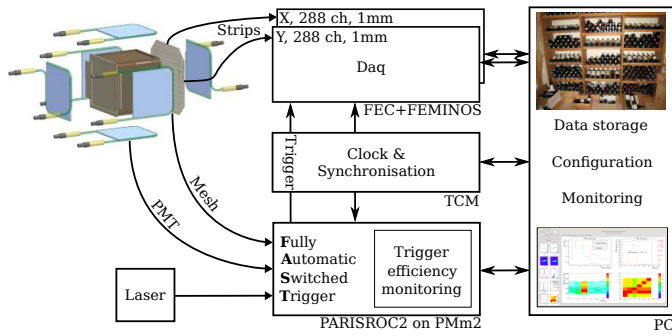 X, 288 ch, 1mm
Strips
Y, 288 ch, 1mm
Daq
FEC+FEMINOS
Data storage
Trigger
Clock &
Synchronisation
TCM
Configuration
Monitoring
Mesh
PMT
Fully
Automatic
Switched
Trigger
Trigger
efficiency
monitoring
Laser
PARISROC2 on PMm2
PC